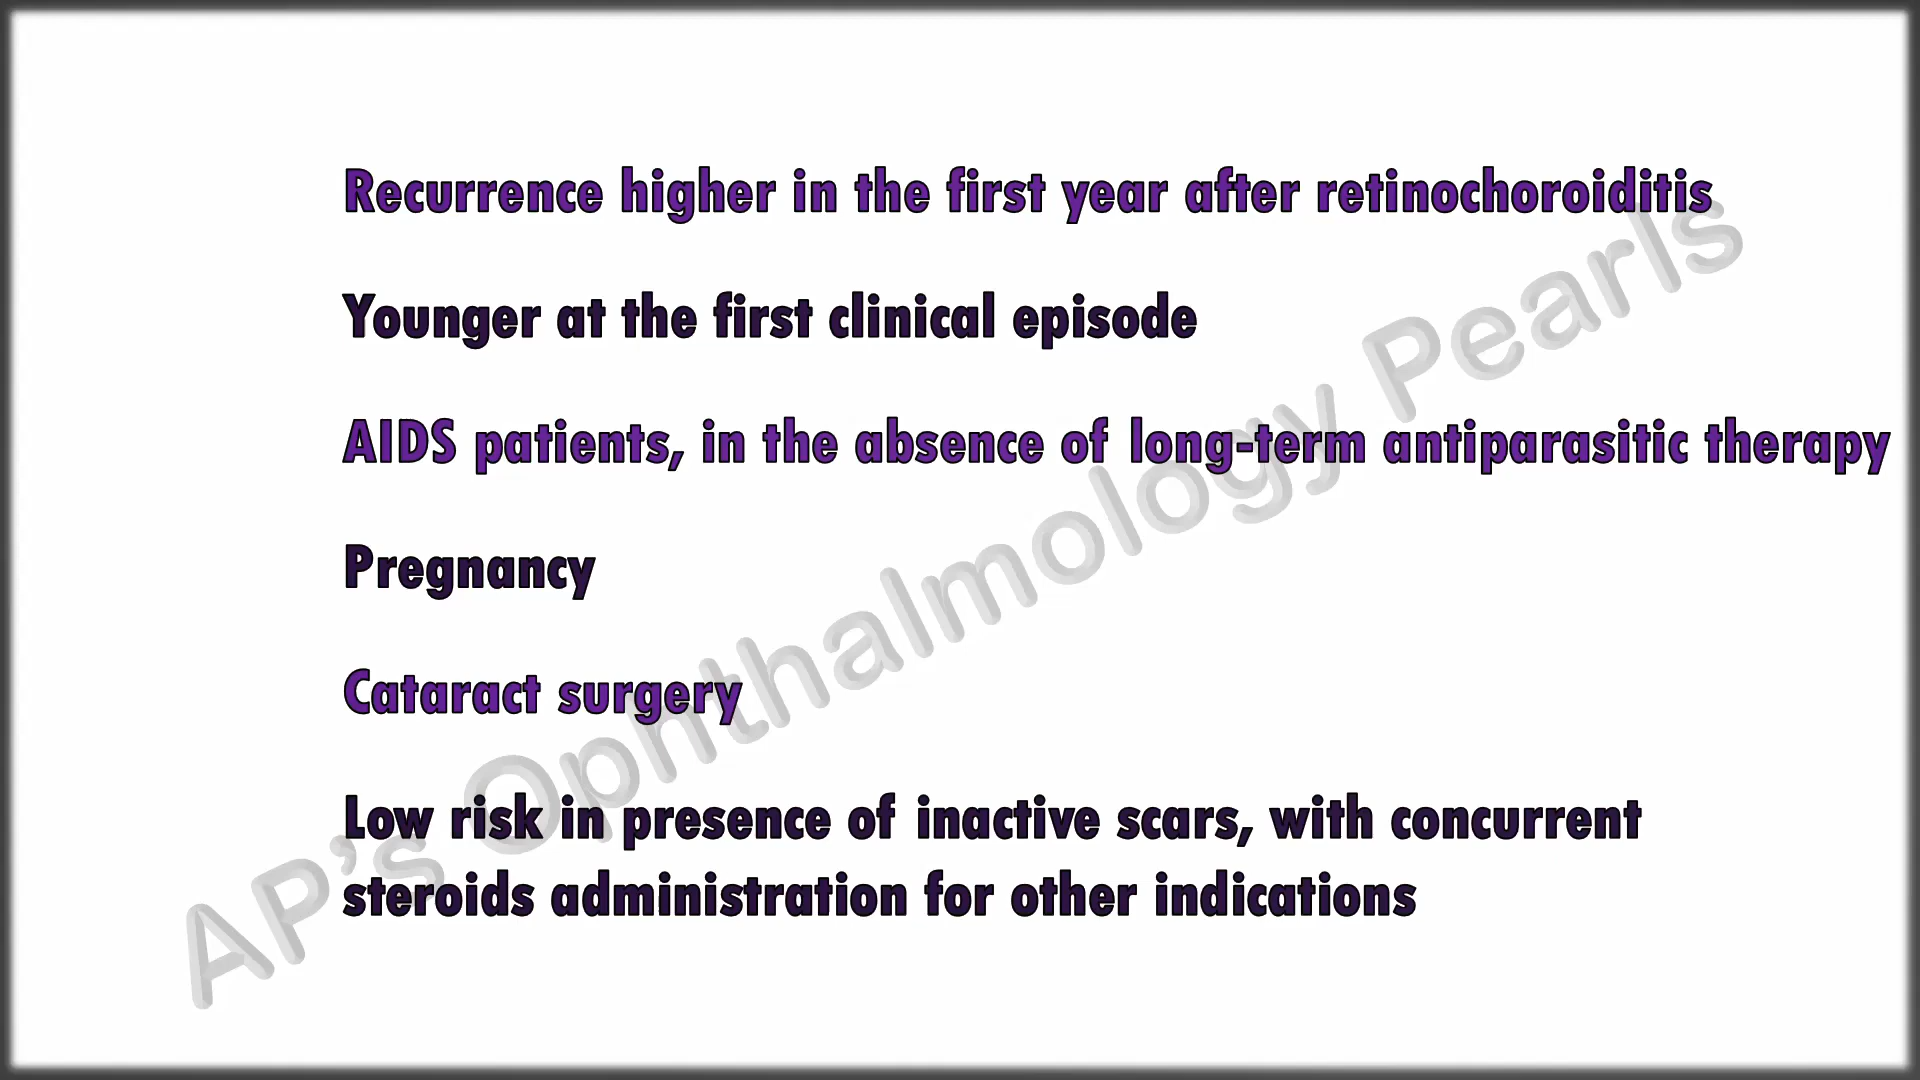 Recurrence higher in the first year after retinochoroiditis
Younger at the first clinical episode
AIDS patients, in the absence of long-term antiparasitic therapy
Pregnancy
Cataract surgery
Low risk in presence of inactive scars, with concurrent
steroids administration for other indications
AP's Ophthalmology Pearls